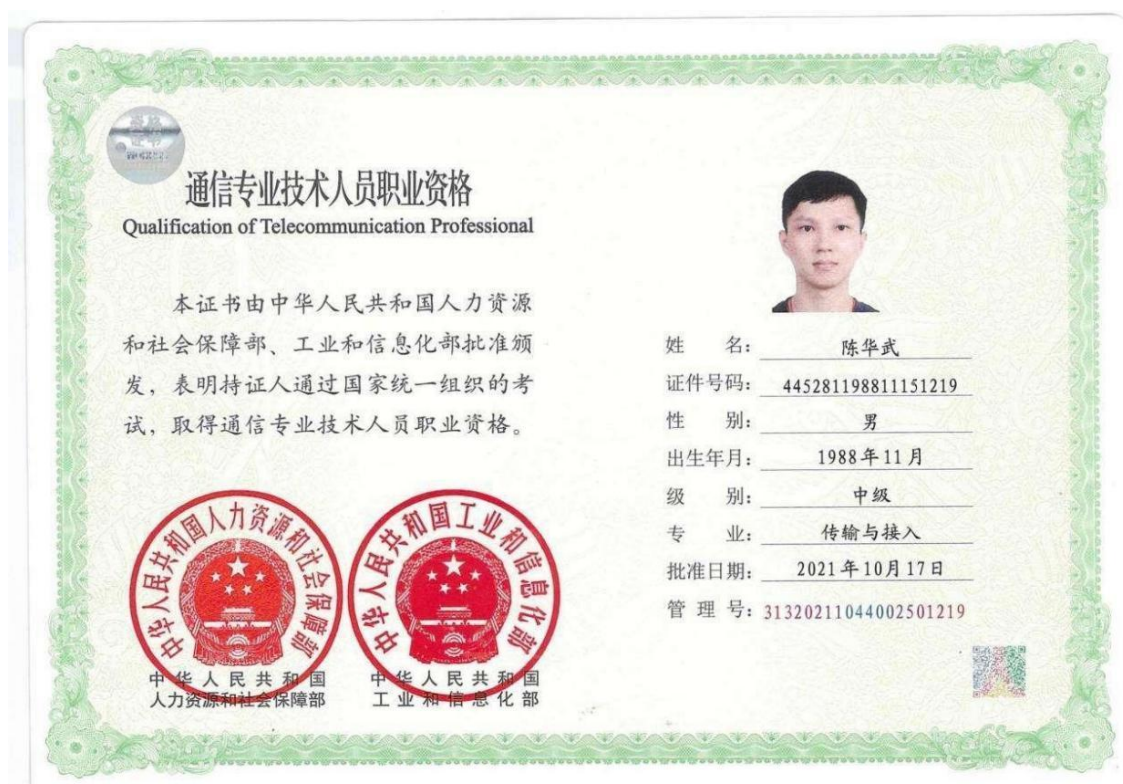 通信专业技术人员职业资格
Qualification of Telecommunication Professional
本证书由中华人民共和国人力资源
和社会保障部、工业和信息化部批准颁
发，表明持证人通过国家统一组织的考
试，取得通信专业技术人员职业资格。
中华人民共和国人力资源和社会保障部
中华人民共和国
人力资源和社会保障部
中华人民共和国工业和信息化部
中华人民共和国
工业和信息化部
姓 名：陈华武
证件号码：445281198811151219
性 别：男
出生年月：1988年11月
级 别：中级
专 业：传输与接入
批准日期：2021年10月17日
管 理 号：31320211044002501219